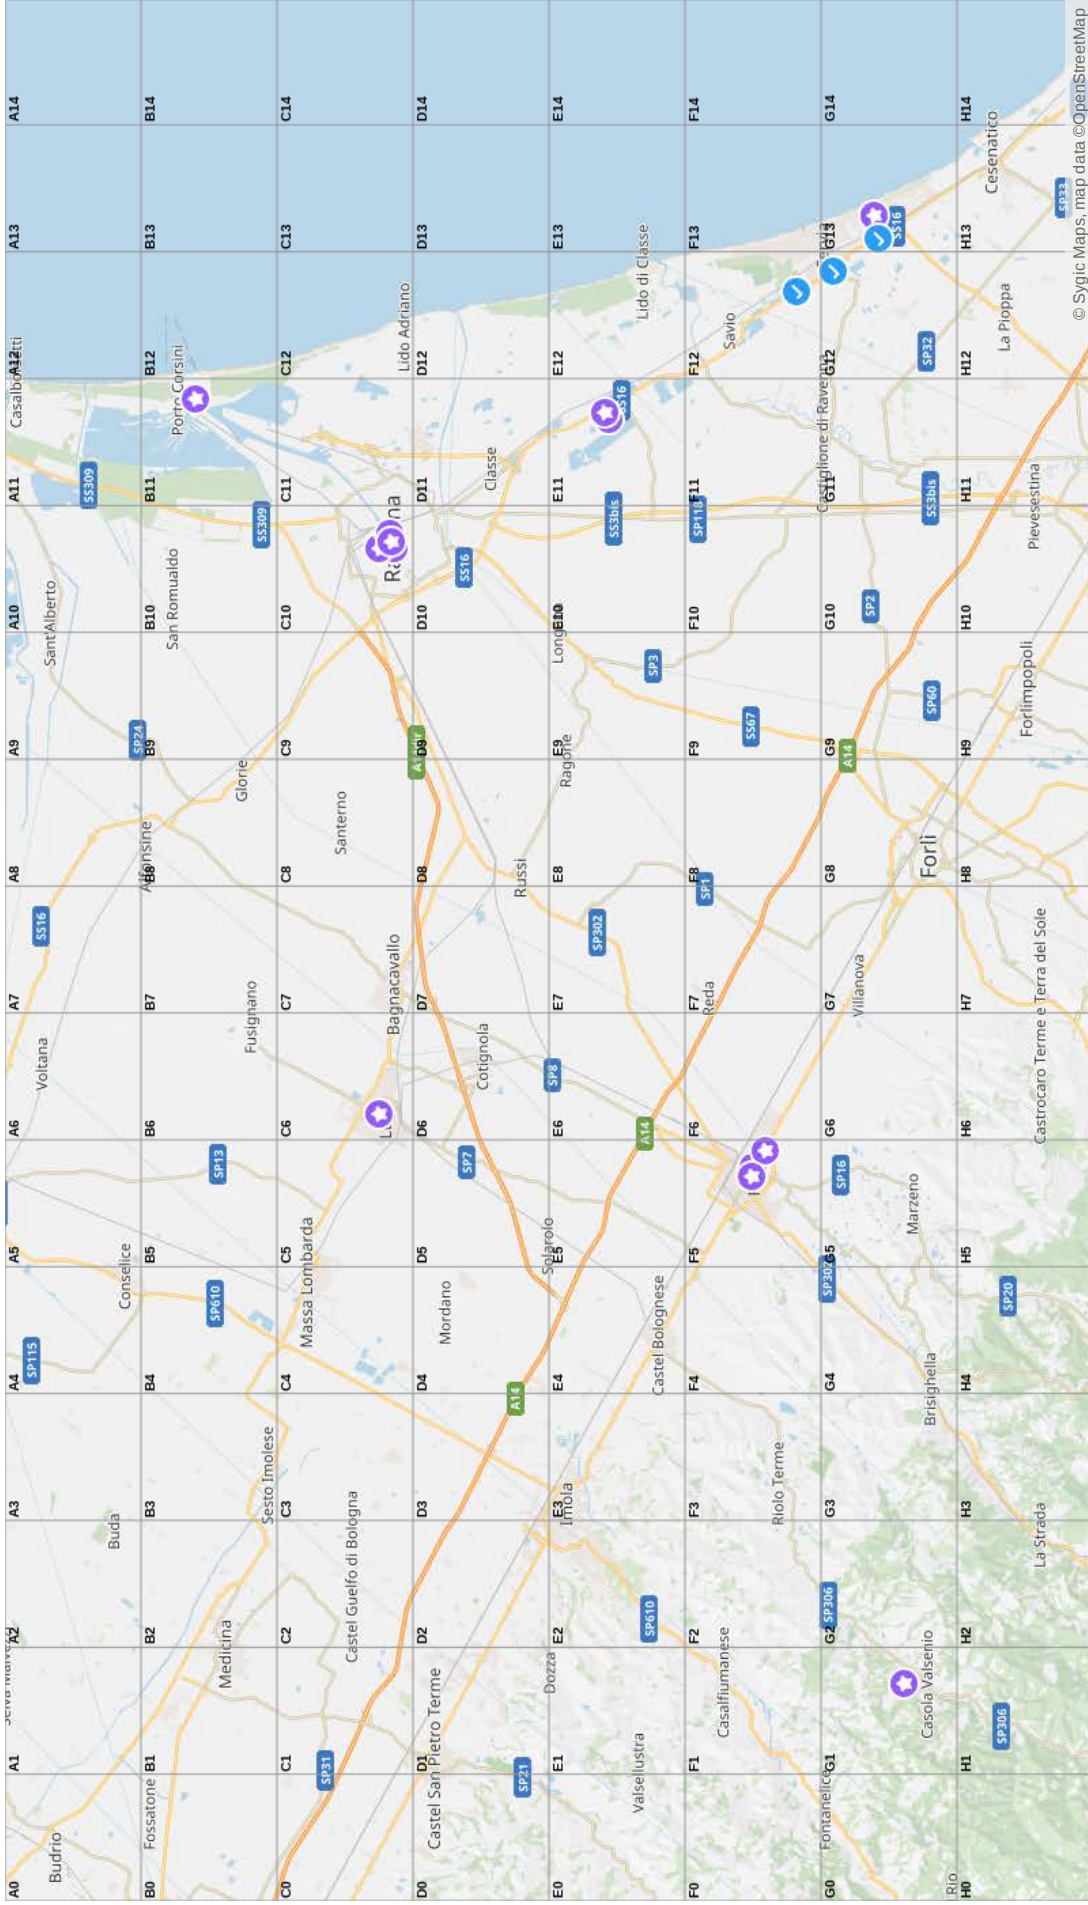 A0
A1
A2
A3
A4
A5
A6
A7
A8
A9
A10
A11
A12
A13
A14
Budrio
SP115
Voltana
SS16
Sant'Alberto
SS309
Casalborsetti
Buda
Conselice
SP24
B0
B1
B2
B3
B4
B5
B6
B7
B8
B9
B10
B11
B12
B13
B14
Fossatone
Alfonsine
San Romualdo
Porto Corsini
Medicina
SP610
SP13
Fusignano
Glorie
SS309
Sesto Imolese
C0
C1
C2
C3
C4
C5
C6
C7
C8
C9
C10
C11
C12
C13
C14
SP31
Massa Lombarda
Santerno
Castel Guelfo di Bologna
Bagnacavallo
Lido Adriano
D0
D1
D2
D3
D4
D5
D6
D7
D8
D9
D10
D11
D12
D13
D14
Castel San Pietro Terme
Mordano
SP7
Cotignola
SS16
Classe
SP21
A14
Russi
Solarolo
E0
E1
E2
E3
E4
E5
E6
E7
E8
E9
E10
E11
E12
E13
E14
Dozza
Imola
SP8
Ragone
SP302
SS3bis
SS16
Valsellustra
SP610
Castel Bolognese
A14
SP3
Lido di Classe
F0
F1
F2
F3
F4
F5
F6
F7
F8
F9
F10
F11
F12
F13
F14
Casalfiumanese
Reda
SP1
SP118
Savio
SS67
Riolo Terme
G0
G1
G2
G3
G4
G5
G6
G7
G8
G9
G10
G11
G12
G13
G14
Fontanelice
SP306
SP302
SP16
Villanova
A14
Castiglione di Ravenna
Cervia
SP2
SS16
Casola Valsenio
Brisighella
Marzeno
Forlì
SP60
SS3bis
SP32
H0
H1
H2
H3
H4
H5
H6
H7
H8
H9
H10
H11
H12
H13
H14
Rio
SP306
La Strada
SP20
Castrocaro Terme e Terra del Sole
Forlimpopoli
Pievesestina
La Pioppa
Cesenatico
SP33
© Sygic Maps, map data ©OpenStreetMap